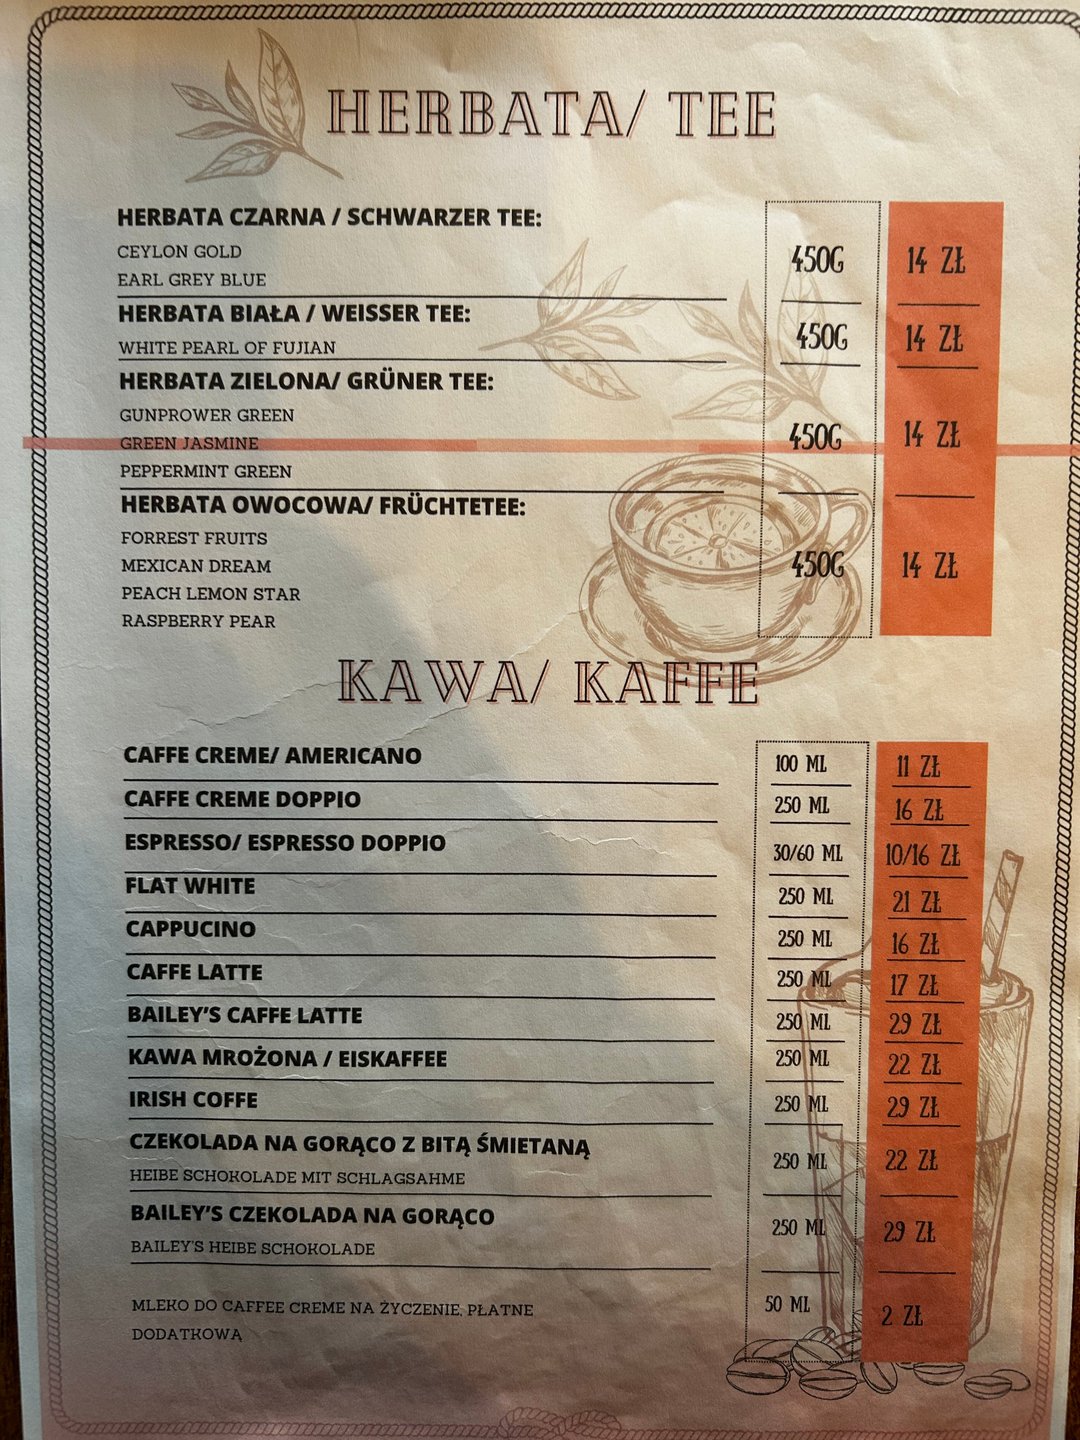 HERBATA/ TEE
HERBATA CZARNA / SCHWARZER TEE:
CEYLON GOLD
EARL GREY BLUE
450G 14 ZŁ
HERBATA BIAŁA / WEISSER TEE:
WHITE PEARL OF FUJIAN
450G 14 ZŁ
HERBATA ZIELONA/ GRÜNER TEE:
GUNPROWER GREEN
GREEN JASMINE
PEPPERMINT GREEN
450G 14 ZŁ
HERBATA OWOCOWA/ FRÜCHTETEE:
FORREST FRUITS
MEXICAN DREAM
PEACH LEMON STAR
RASPBERRY PEAR
450G 14 ZŁ
KAWA/ KAFFE
CAFFE CREME/ AMERICANO 100 ML 11 ZŁ
CAFFE CREME DOPPIO 250 ML 16 ZŁ
ESPRESSO/ ESPRESSO DOPPIO 30/60 ML 10/16 ZŁ
FLAT WHITE 250 ML 21 ZŁ
CAPPUCINO 250 ML 16 ZŁ
CAFFE LATTE 250 ML 17 ZŁ
BAILEY'S CAFFE LATTE 250 ML 29 ZŁ
KAWA MROŻONA / EISKAFFEE 250 ML 22 ZŁ
IRISH COFFE 250 ML 29 ZŁ
CZEKOLADA NA GORĄCO Z BITĄ ŚMIETANĄ
HEIBE SCHOKOLADE MIT SCHLAGSAHME
250 ML 22 ZŁ
BAILEY'S CZEKOLADA NA GORĄCO
BAILEY'S HEIBE SCHOKOLADE
250 ML 29 ZŁ
MLEKO DO CAFFEE CREME NA ŻYCZENIE, PŁATNE
DODATKOWĄ
50 ML 2 ZŁ